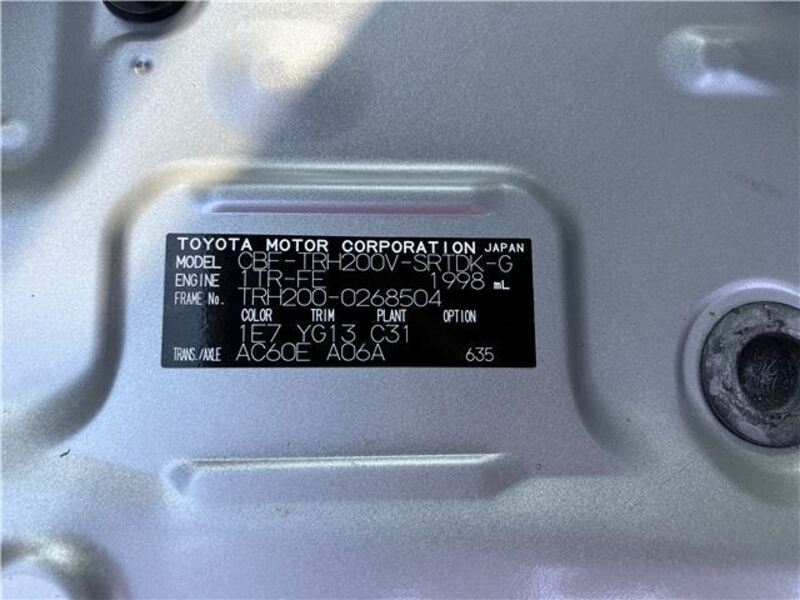 TOYOTA MOTOR CORPORATION JAPAN
MODEL CBF-TRH200V-SRTDK-G
ENGINE 1TR-FE 1998 mL
FRAME No. TRH200-0268504
COLOR TRIM PLANT OPTION
1E7 YG13 C31
TRANS./AXLE AC60E A06A 635